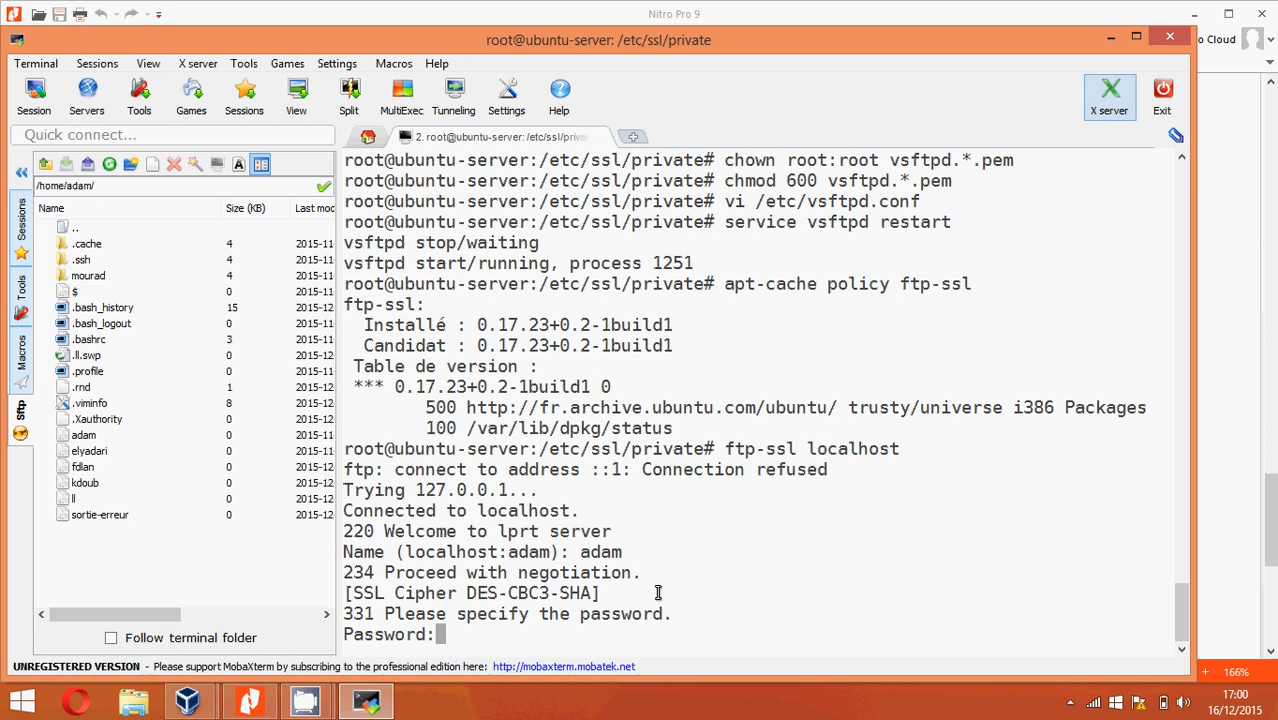 Nitro Pro 9
o Cloud
root@ubuntu-server: /etc/ssl/private
Terminal Sessions View X server Tools Games Settings Macros Help
Session Servers Tools Games Sessions View Split MultiExec Tunneling Settings Help X server Exit
Quick connect...
2. root@ubuntu-server: /etc/ssl/priva
/home/adam/
Name Size (KB) Last mod
..
.cache 4 2015-11
.ssh 4 2015-11
mourad 4 2015-11
$ 0 2015-12
.bash_history 15 2015-12
.bash_logout 0 2015-11
.bashrc 3 2015-11
.ll.swp 0 2015-12
.profile 0 2015-11
.rnd 1 2015-12
.viminfo 8 2015-12
.Xauthority 0 2015-12
adam 0 2015-12
elyadari 0 2015-12
fdlan 0 2015-12
kdoub 0 2015-12
ll 0 2015-12
sortie-erreur 0 2015-12
Follow terminal folder
Sessions
Tools
Macros
Sftp
root@ubuntu-server:/etc/ssl/private# chown root:root vsftpd.*.pem
root@ubuntu-server:/etc/ssl/private# chmod 600 vsftpd.*.pem
root@ubuntu-server:/etc/ssl/private# vi /etc/vsftpd.conf
root@ubuntu-server:/etc/ssl/private# service vsftpd restart
vsftpd stop/waiting
vsftpd start/running, process 1251
root@ubuntu-server:/etc/ssl/private# apt-cache policy ftp-ssl
ftp-ssl:
Installé : 0.17.23+0.2-1build1
Candidat : 0.17.23+0.2-1build1
Table de version :
*** 0.17.23+0.2-1build1 0
500 http://fr.archive.ubuntu.com/ubuntu/ trusty/universe i386 Packages
100 /var/lib/dpkg/status
root@ubuntu-server:/etc/ssl/private# ftp-ssl localhost
ftp: connect to address ::1: Connection refused
Trying 127.0.0.1...
Connected to localhost.
220 Welcome to lprt server
Name (localhost:adam): adam
234 Proceed with negotiation.
[SSL Cipher DES-CBC3-SHA]
331 Please specify the password.
Password:
UNREGISTERED VERSION - Please support MobaXterm by subscribing to the professional edition here: http://mobaxterm.mobatek.net
166%
17:00
16/12/2015